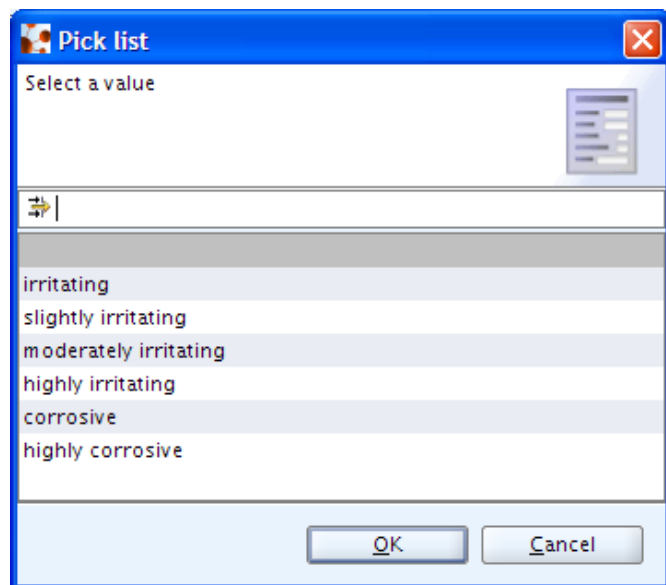 Pick list
Select a value
irritating
slightly irritating
moderately irritating
highly irritating
corrosive
highly corrosive
OK Cancel